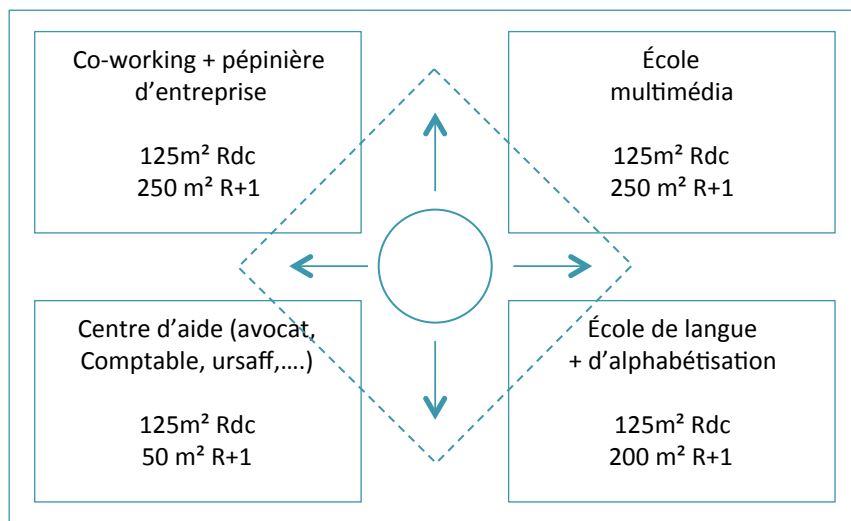 Co-working + pépinière
d’entreprise
125m² Rdc
250 m² R+1
École
multimédia
125m² Rdc
250 m² R+1
Centre d’aide (avocat,
Comptable, ursaff,….)
125m² Rdc
50 m² R+1
École de langue
+ d’alphabétisation
125m² Rdc
200 m² R+1